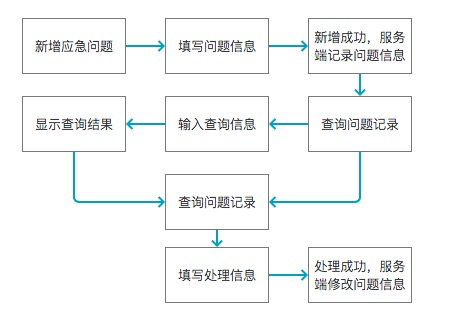 新增应急问题
填写问题信息
新增成功，服务
端记录问题信息
显示查询结果
输入查询信息
查询问题记录
查询问题记录
填写处理信息
处理成功，服务
端修改问题信息